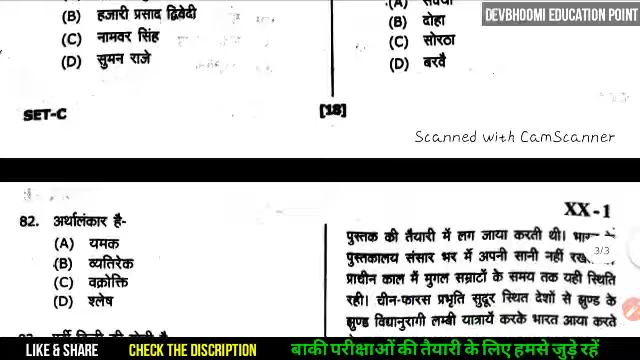 DEVBHOOMI EDUCATION POINT
(B) हजारी प्रसाद द्विवेदी
(C) नामवर सिंह
(D) सुमन राजे
(B) दोहा
(C) सोरठा
(D) बरवै
SET-C
[18]
Scanned with CamScanner
XX-1
82. अर्थालंकार है-
(A) यमक
(B) व्यतिरेक
(C) वक्रोक्ति
(D) श्लेष
पुस्तक की तैयारी में लग जाया करती थी।
3/3
पुस्तकालय संसार भर में अपनी सानी नहीं
प्राचीन काल में मुगल सम्राटों के समय तक यही स्थिति
रही। चीन-फारस प्रभृति सुदूर स्थित देशों से झुण्ड के
झुण्ड विद्यानुरागी लम्बी यात्रायें करके भारत आया करते
LIKE & SHARE
CHECK THE DISCRIPTION
बाकी परीक्षाओं की तैयारी के लिए हमसे जुड़े रहें